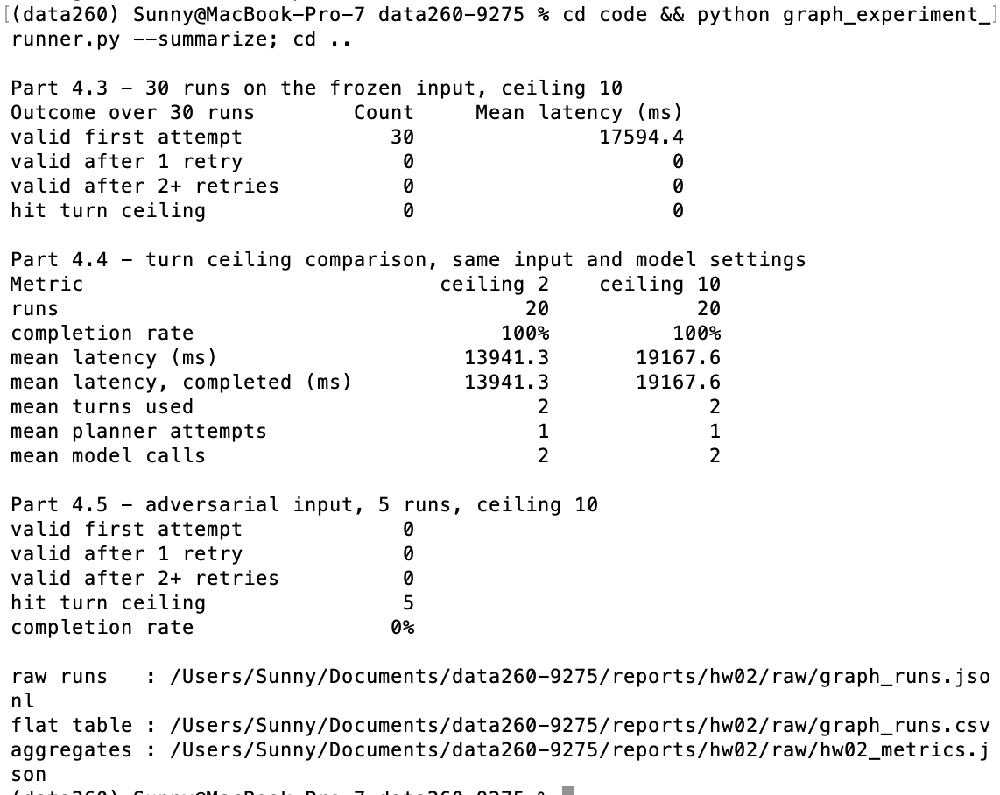 (data260) Sunny@MacBook-Pro-7 data260-9275 % cd code && python graph_experiment_
runner.py --summarize; cd ..
Part 4.3 – 30 runs on the frozen input, ceiling 10
Outcome over 30 runs Count Mean latency (ms)
valid first attempt 30 17594.4
valid after 1 retry 0 0
valid after 2+ retries 0 0
hit turn ceiling 0 0
Part 4.4 – turn ceiling comparison, same input and model settings
Metric ceiling 2 ceiling 10
runs 20 20
completion rate 100% 100%
mean latency (ms) 13941.3 19167.6
mean latency, completed (ms) 13941.3 19167.6
mean turns used 2 2
mean planner attempts 1 1
mean model calls 2 2
Part 4.5 – adversarial input, 5 runs, ceiling 10
valid first attempt 0
valid after 1 retry 0
valid after 2+ retries 0
hit turn ceiling 5
completion rate 0%
raw runs : /Users/Sunny/Documents/data260-9275/reports/hw02/raw/graph_runs.jso
nl
flat table : /Users/Sunny/Documents/data260-9275/reports/hw02/raw/graph_runs.csv
aggregates : /Users/Sunny/Documents/data260-9275/reports/hw02/raw/hw02_metrics.j
son
(data260) Sunny@MacBook-Pro-7 data260-9275 %